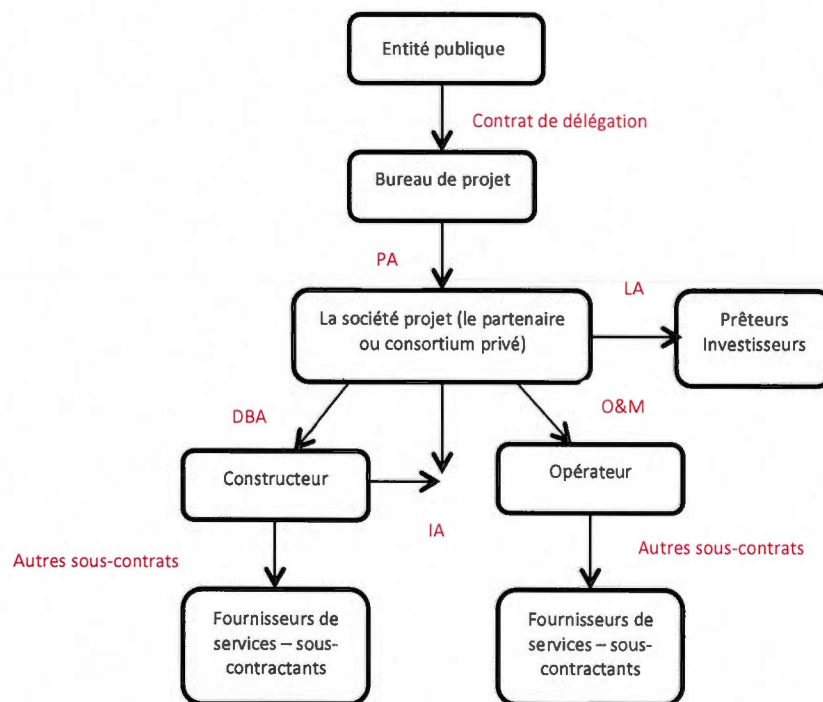 Entité publique
Contrat de délégation
Bureau de projet
PA
LA
La société projet (le partenaire
ou consortium privé)
Prêteurs
Investisseurs
DBA
O&M
Constructeur
Opérateur
IA
Autres sous-contrats
Autres sous-contrats
Fournisseurs de
services – sous-
contractants
Fournisseurs de
services – sous-
contractants